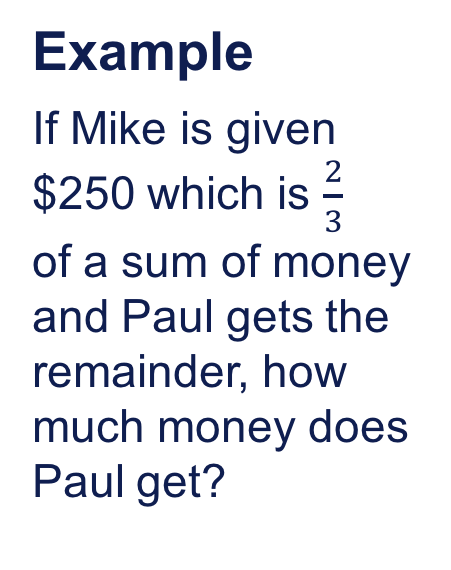 Example
If Mike is given
$250 which is 2/3
of a sum of money
and Paul gets the
remainder, how
much money does
Paul get?